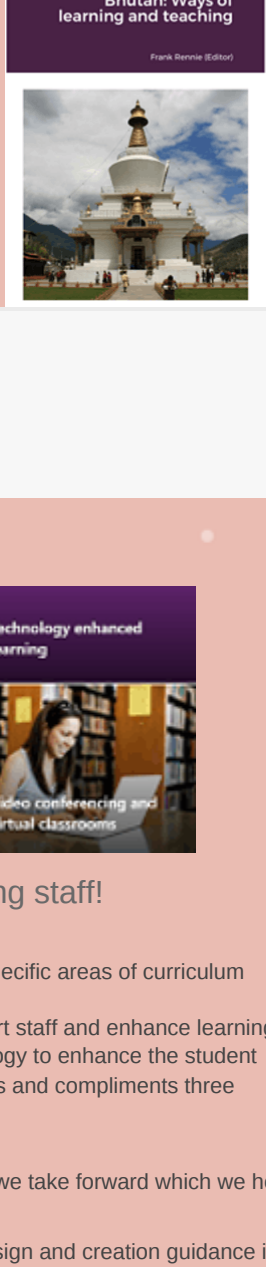 Bhutan: Ways of
learning and teaching
Frank Rennie (Editor)
echnology enhanced
earning
ideo conferencing and
irtual classrooms
ng staff!
ecific areas of curriculum
rt staff and enhance learning
ogy to enhance the student
s and compliments three
we take forward which we h
sign and creation guidance i